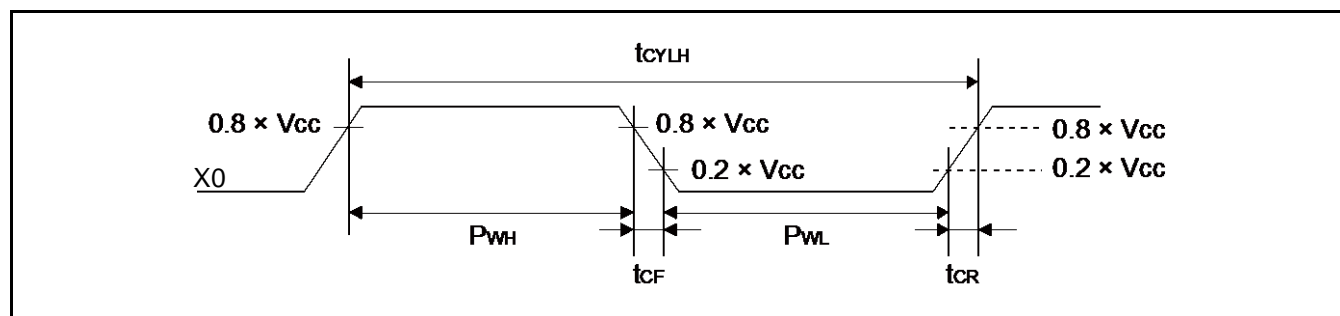 tCYLH
0.8 × Vcc 0.8 × Vcc 0.8 × Vcc
0.2 × Vcc 0.2 × Vcc
X0
PWH PWL
tCF tCR